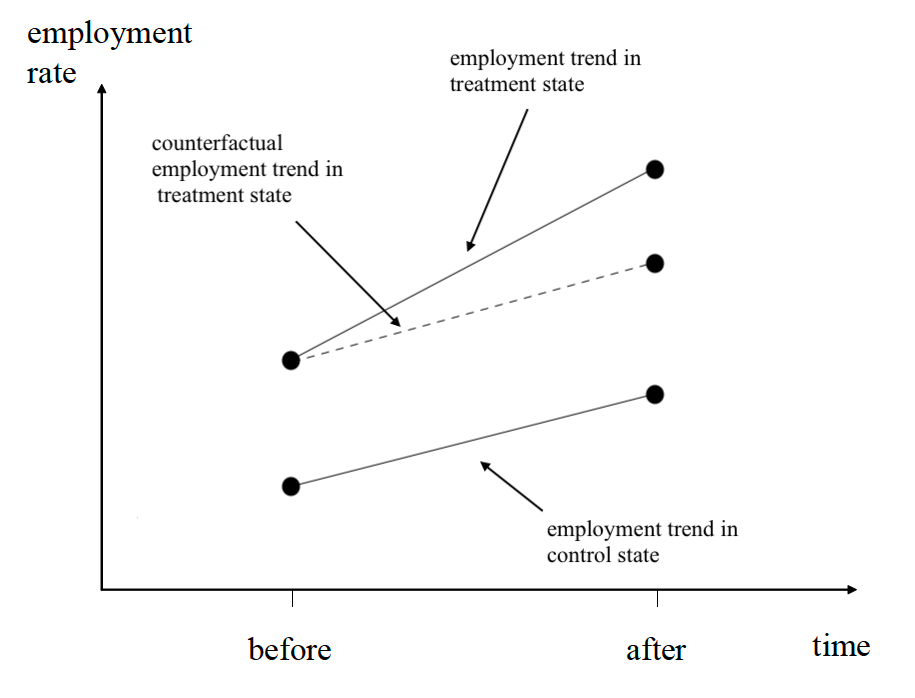 employment
rate
employment trend in
treatment state
counterfactual
employment trend in
treatment state
employment trend in
control state
before
after
time